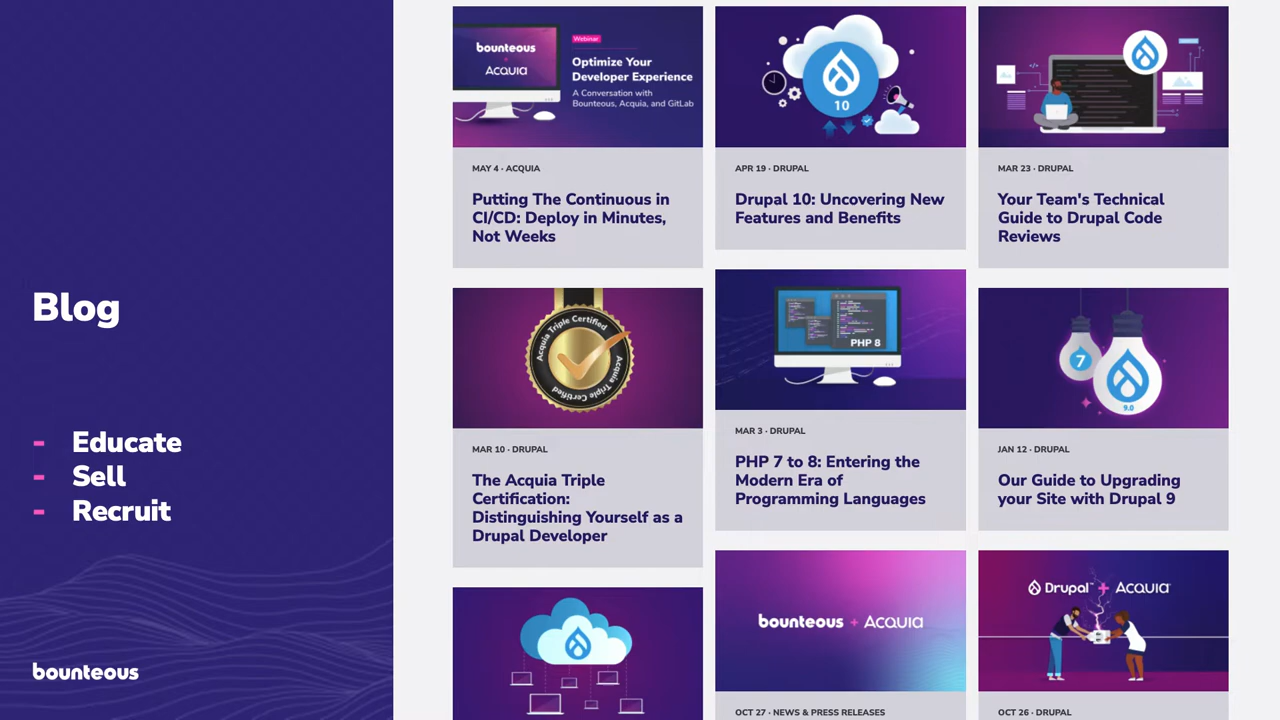 Blog
- Educate
- Sell
- Recruit
bounteous
bounteous
+
ACQUIA
Webinar
Optimize Your
Developer Experience
A Conversation with
Bounteous, Acquia, and GitLab
MAY 4 · ACQUIA
Putting The Continuous in
CI/CD: Deploy in Minutes,
Not Weeks
10
APR 19 · DRUPAL
Drupal 10: Uncovering New
Features and Benefits
MAR 23 · DRUPAL
Your Team's Technical
Guide to Drupal Code
Reviews
Acquia Triple Certified
Acquia Triple Certified
MAR 10 · DRUPAL
The Acquia Triple
Certification:
Distinguishing Yourself as a
Drupal Developer
PHP 8
MAR 3 · DRUPAL
PHP 7 to 8: Entering the
Modern Era of
Programming Languages
7
9.0
JAN 12 · DRUPAL
Our Guide to Upgrading
your Site with Drupal 9
bounteous + ACQUIA
OCT 27 · NEWS & PRESS RELEASES
Drupal + ACQUIA
OCT 26 · DRUPAL